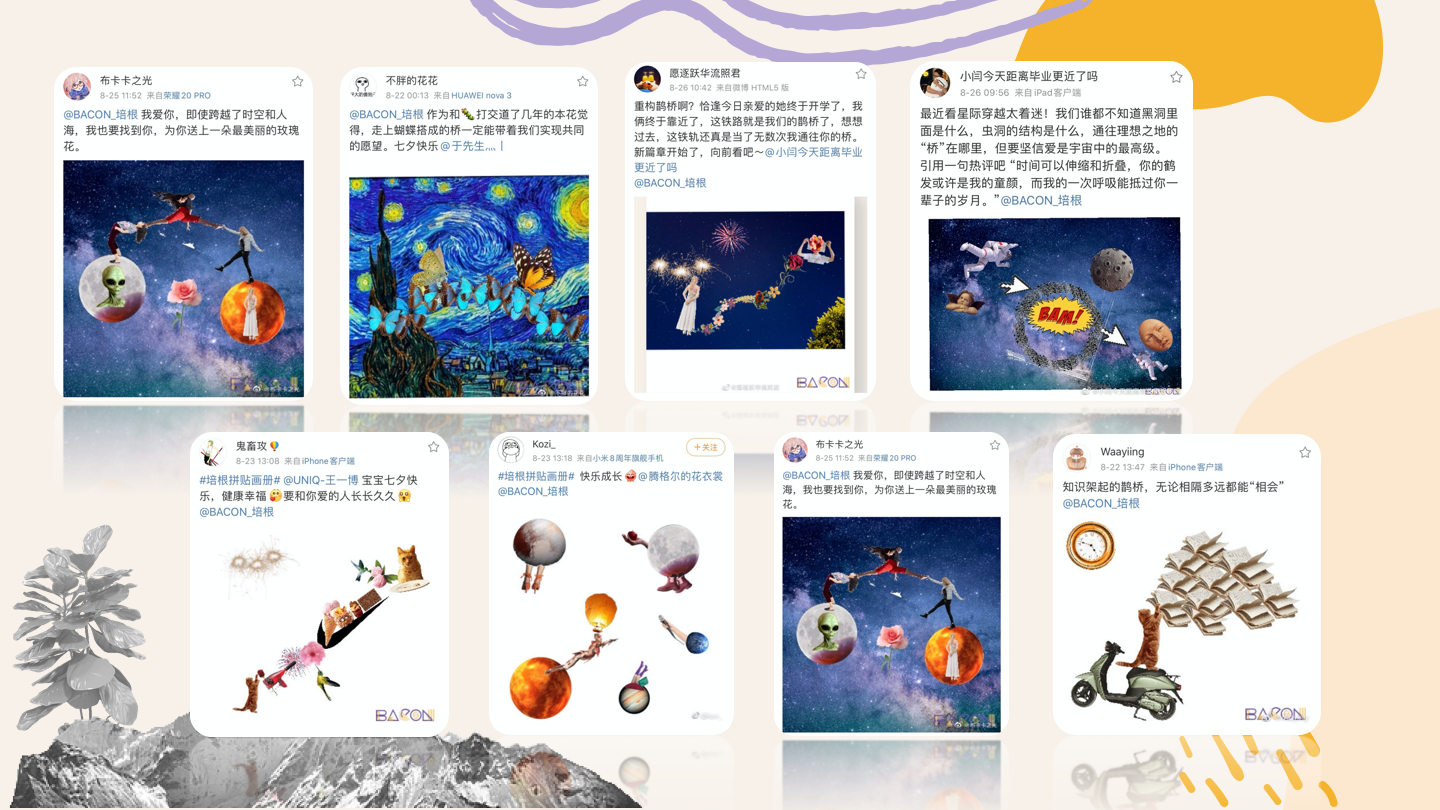 布卡卡之光
8-25 11:52 来自荣耀20 PRO
@BACON_培根 我爱你，即使跨越了时空和人
海，我也要找到你，为你送上一朵最美丽的玫瑰
花。
不胖的花花
8-22 00:13 来自HUAWEI nova 3
@BACON_培根 作为和🐛打交道了几年的本花觉
得，走上蝴蝶搭成的桥一定能带着我们实现共同
的愿望。七夕快乐@于先生灬丨
愿逐跃华流照君
8-26 10:42 来自微博 HTML5 版
重构鹊桥啊？恰逢今日亲爱的她终于开学了，我
俩终于靠近了，这铁路就是我们的鹊桥了，想想
过去，这铁轨还真是当了无数次我通往你的桥。
新篇章开始了，向前看吧～@小闫今天距离毕业
更近了吗
@BACON_培根
BACON
小闫今天距离毕业更近了吗
8-26 09:56 来自iPad客户端
最近看星际穿越太着迷！我们谁都不知道黑洞里
面是什么，虫洞的结构是什么，通往理想之地的
“桥”在哪里，但要坚信爱是宇宙中的最高级。
引用一句热评吧 “时间可以伸缩和折叠，你的鹤
发或许是我的童颜，而我的一次呼吸能抵过你一
辈子的岁月。”@BACON_培根
BAM!
BACON
鬼畜攻
8-23 13:08 来自iPhone客户端
#培根拼贴画册# @UNIQ-王一博 宝宝七夕快
乐，健康幸福 要和你爱的人长长久久
@BACON_培根
BACON
Kozi_
8-23 13:18 来自小米8周年旗舰手机
+关注
#培根拼贴画册# 快乐成长 @腾格尔的花衣裳
@BACON_培根
布卡卡之光
8-25 11:52 来自荣耀20 PRO
@BACON_培根 我爱你，即使跨越了时空和人
海，我也要找到你，为你送上一朵最美丽的玫瑰
花。
Waayiing
8-22 13:47 来自iPhone客户端
知识架起的鹊桥，无论相隔多远都能“相会”
@BACON_培根
BACON